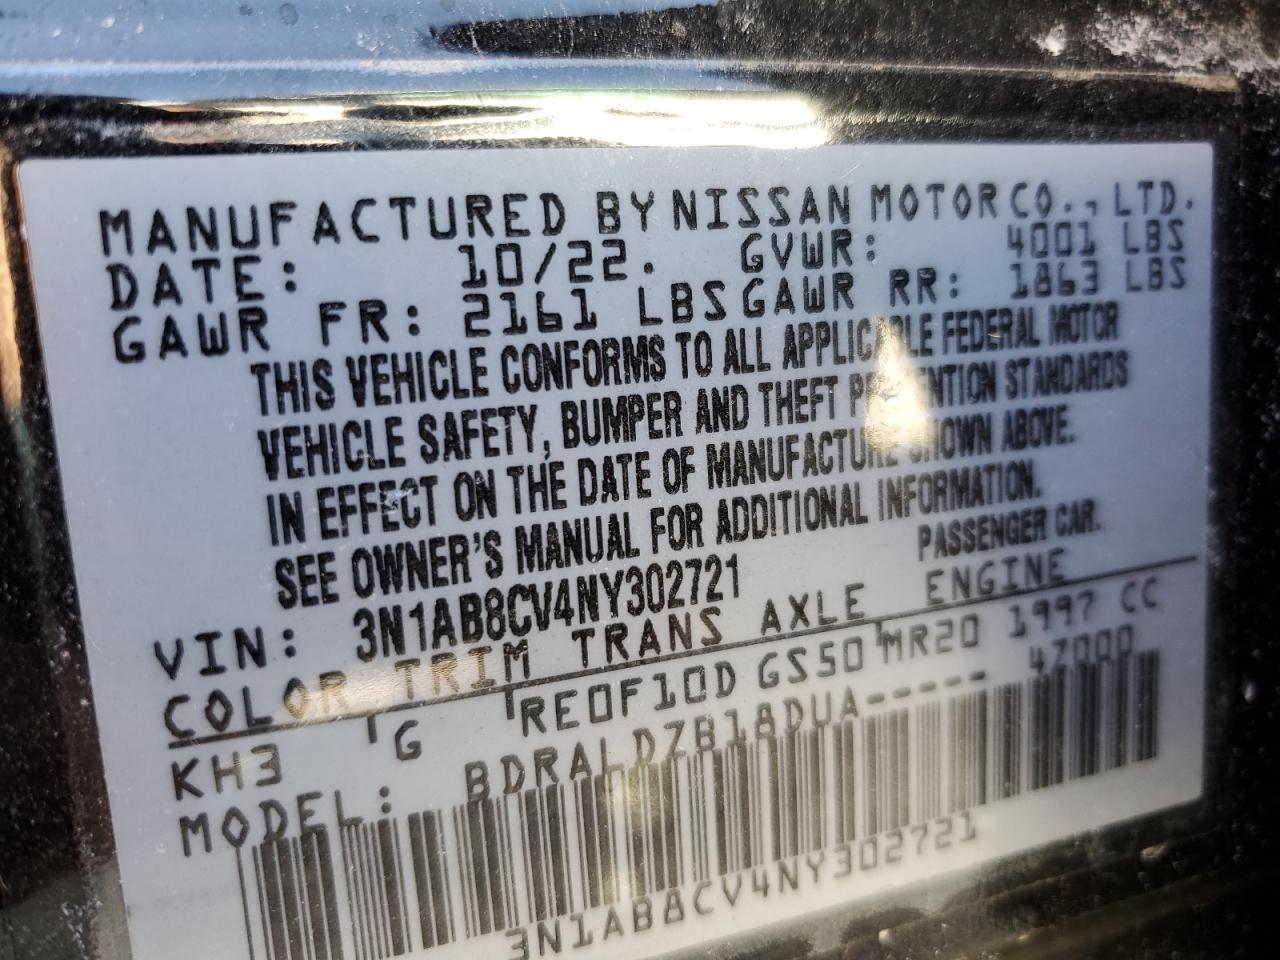 MANUFACTURED BY NISSAN MOTOR CO., LTD.
DATE: 10/22. GVWR: 4001 LBS
GAWR FR: 2161 LBS GAWR RR: 1863 LBS
THIS VEHICLE CONFORMS TO ALL APPLICABLE FEDERAL MOTOR
VEHICLE SAFETY, BUMPER AND THEFT PREVENTION STANDARDS
IN EFFECT ON THE DATE OF MANUFACTURE SHOWN ABOVE.
SEE OWNER'S MANUAL FOR ADDITIONAL INFORMATION.
VIN: 3N1AB8CV4NY302721 PASSENGER CAR.
COLOR TRIM TRANS AXLE ENGINE
KH3 G RE0F10D GS50 MR20 1997 CC
MODEL: BDRALDZB18DUA----- 4Z000
3N1AB8CV4NY302721